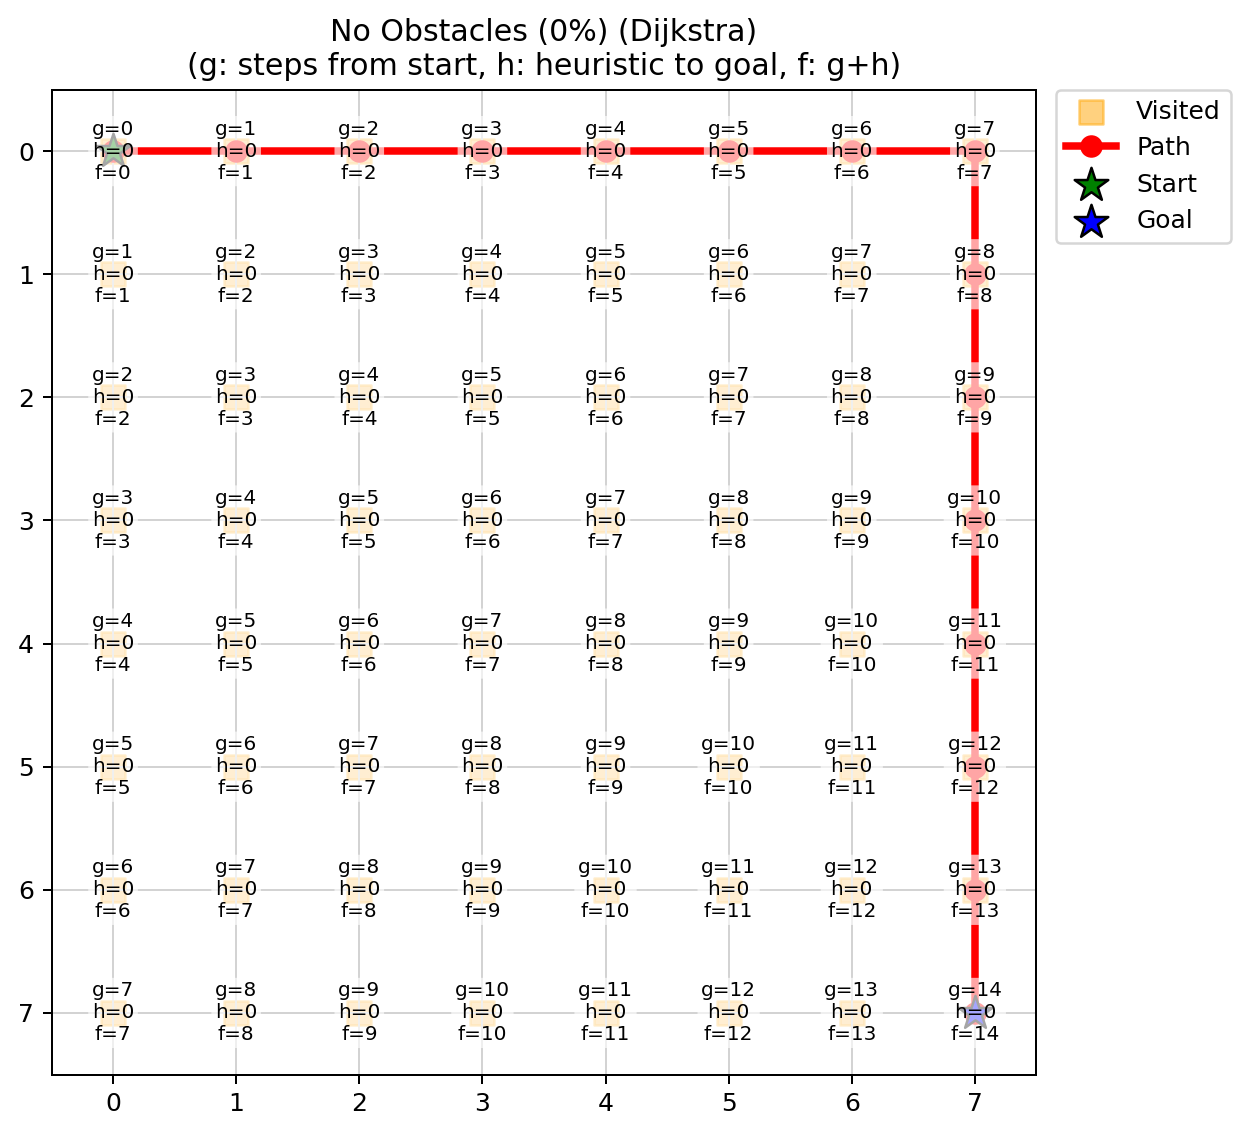 No Obstacles (0%) (Dijkstra)
(g: steps from start, h: heuristic to goal, f: g+h)
Visited
Path
Start
Goal
g=0 g=1 g=2 g=3 g=4 g=5 g=6 g=7
0 h=0 h=0 h=0 h=0 h=0 h=0 h=0 h=0
f=0 f=1 f=2 f=3 f=4 f=5 f=6 f=7
g=1 g=2 g=3 g=4 g=5 g=6 g=7 g=8
1 h=0 h=0 h=0 h=0 h=0 h=0 h=0 h=0
f=1 f=2 f=3 f=4 f=5 f=6 f=7 f=8
g=2 g=3 g=4 g=5 g=6 g=7 g=8 g=9
2 h=0 h=0 h=0 h=0 h=0 h=0 h=0 h=0
f=2 f=3 f=4 f=5 f=6 f=7 f=8 f=9
g=3 g=4 g=5 g=6 g=7 g=8 g=9 g=10
3 h=0 h=0 h=0 h=0 h=0 h=0 h=0 h=0
f=3 f=4 f=5 f=6 f=7 f=8 f=9 f=10
g=4 g=5 g=6 g=7 g=8 g=9 g=10 g=11
4 h=0 h=0 h=0 h=0 h=0 h=0 h=0 h=0
f=4 f=5 f=6 f=7 f=8 f=9 f=10 f=11
g=5 g=6 g=7 g=8 g=9 g=10 g=11 g=12
5 h=0 h=0 h=0 h=0 h=0 h=0 h=0 h=0
f=5 f=6 f=7 f=8 f=9 f=10 f=11 f=12
g=6 g=7 g=8 g=9 g=10 g=11 g=12 g=13
6 h=0 h=0 h=0 h=0 h=0 h=0 h=0 h=0
f=6 f=7 f=8 f=9 f=10 f=11 f=12 f=13
g=7 g=8 g=9 g=10 g=11 g=12 g=13 g=14
7 h=0 h=0 h=0 h=0 h=0 h=0 h=0 h=0
f=7 f=8 f=9 f=10 f=11 f=12 f=13 f=14
0 1 2 3 4 5 6 7